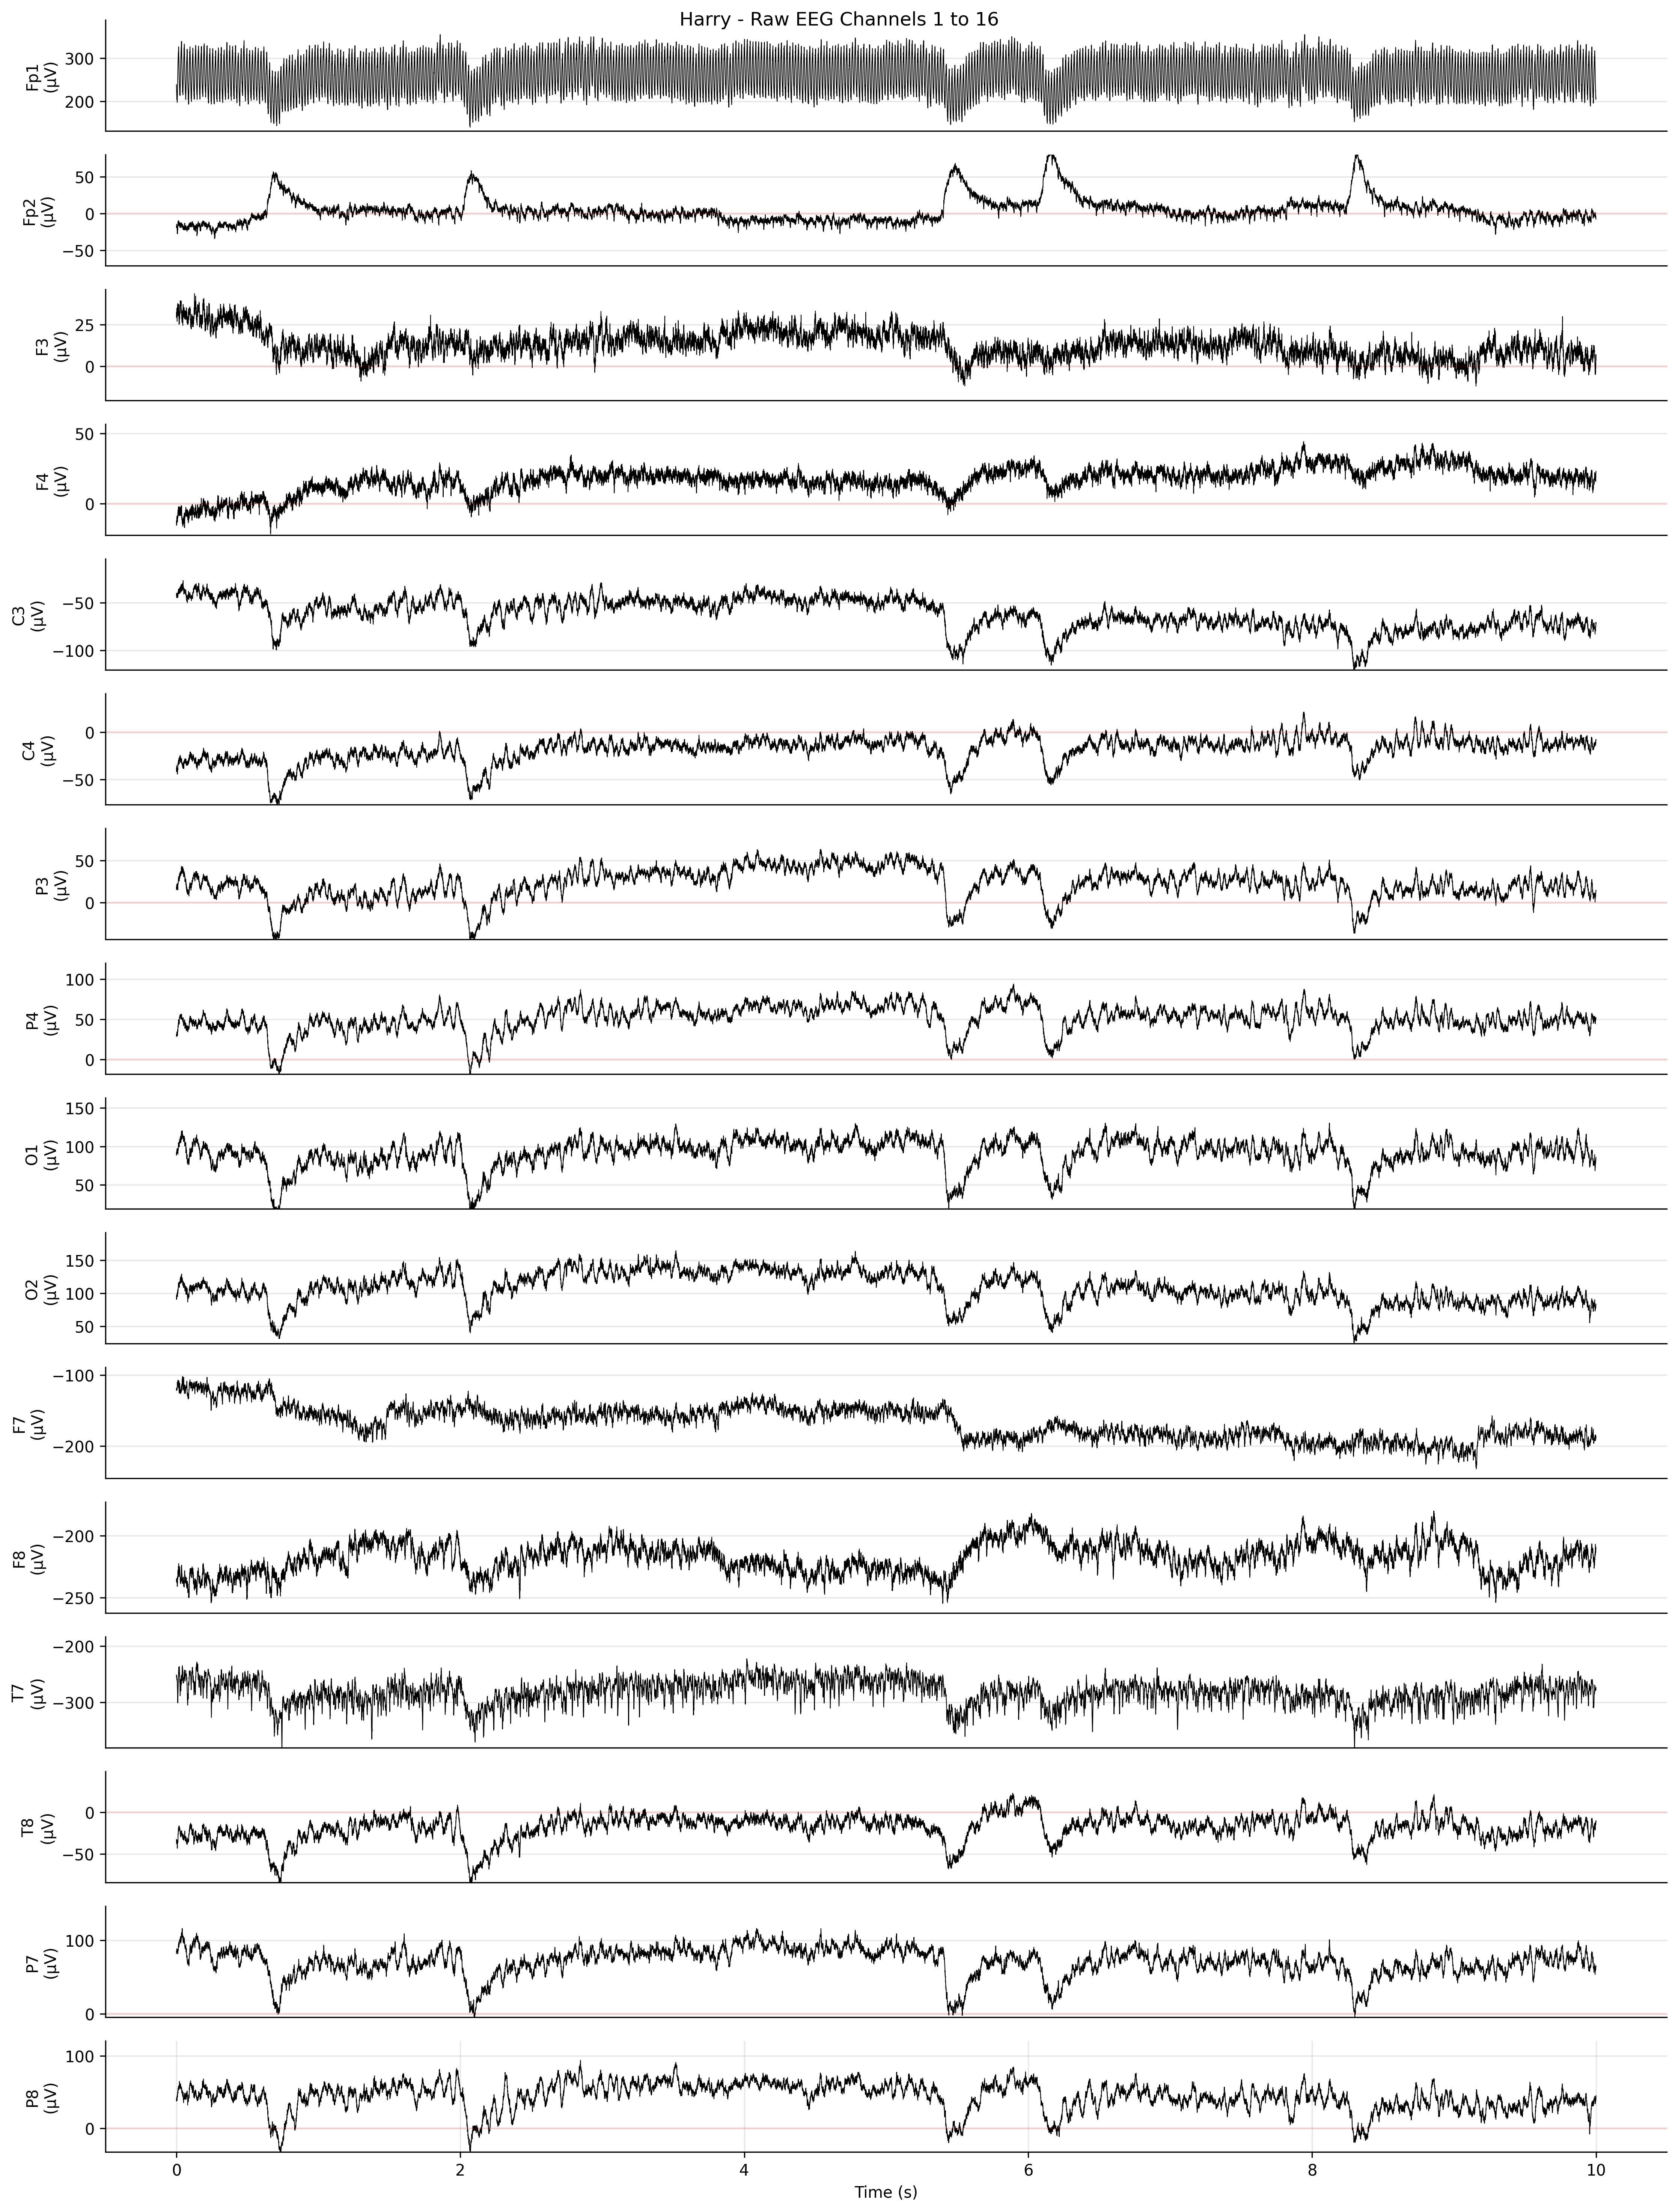 Harry - Raw EEG Channels 1 to 16
Fp1
(µV)
300
200
Fp2
(µV)
50
0
−50
F3
(µV)
25
0
F4
(µV)
50
0
C3
(µV)
−50
−100
C4
(µV)
0
−50
P3
(µV)
50
0
P4
(µV)
100
50
0
O1
(µV)
150
100
50
O2
(µV)
150
100
50
F7
(µV)
−100
−200
F8
(µV)
−200
−250
T7
(µV)
−200
−300
T8
(µV)
0
−50
P7
(µV)
100
0
P8
(µV)
100
0
0 2 4 6 8 10
Time (s)